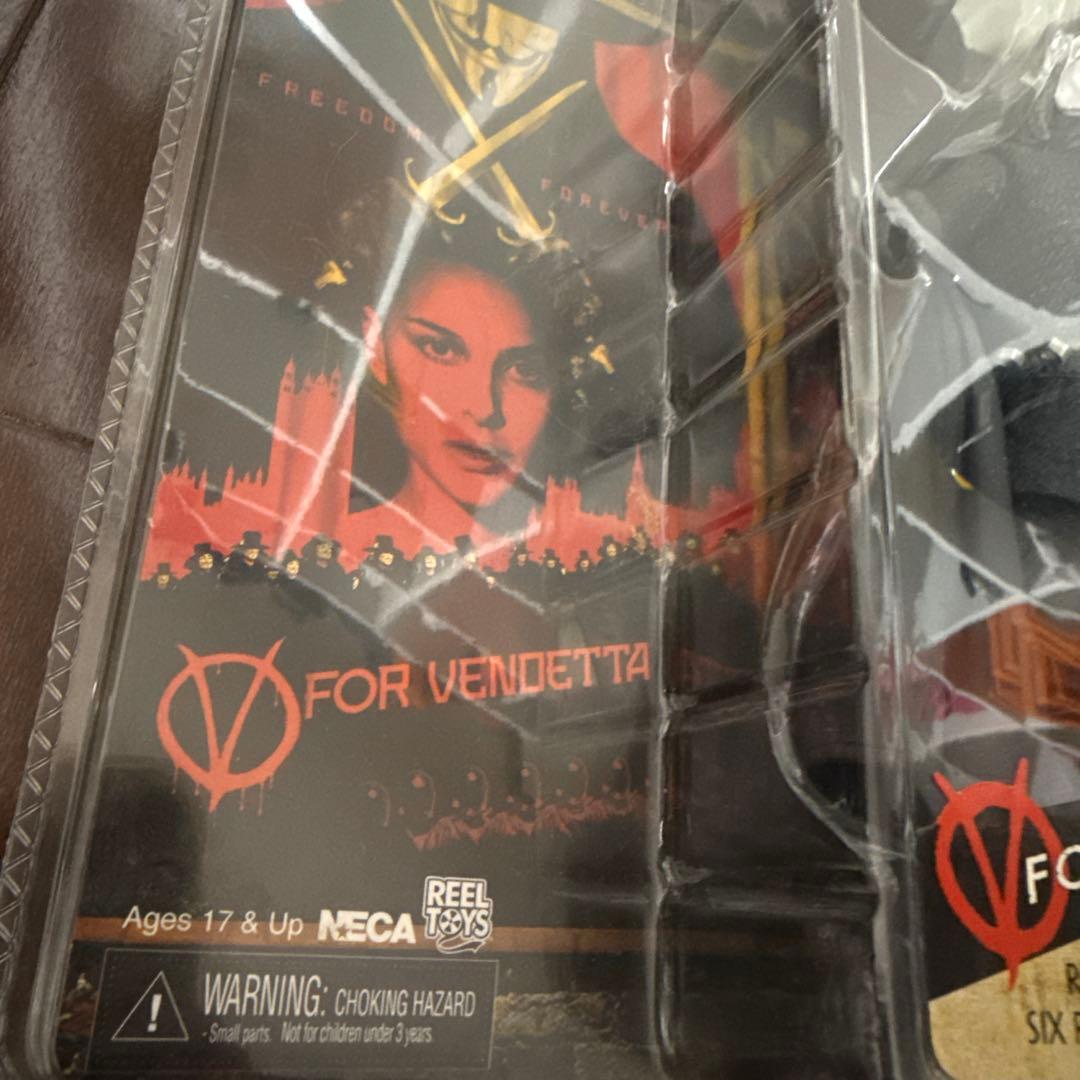 FREEDOM
FOREVER
V FOR VENDETTA
Ages 17 & Up NECA REEL TOYS
WARNING: CHOKING HAZARD
- Small parts. Not for children under 3 years.
V FO
R
SIX